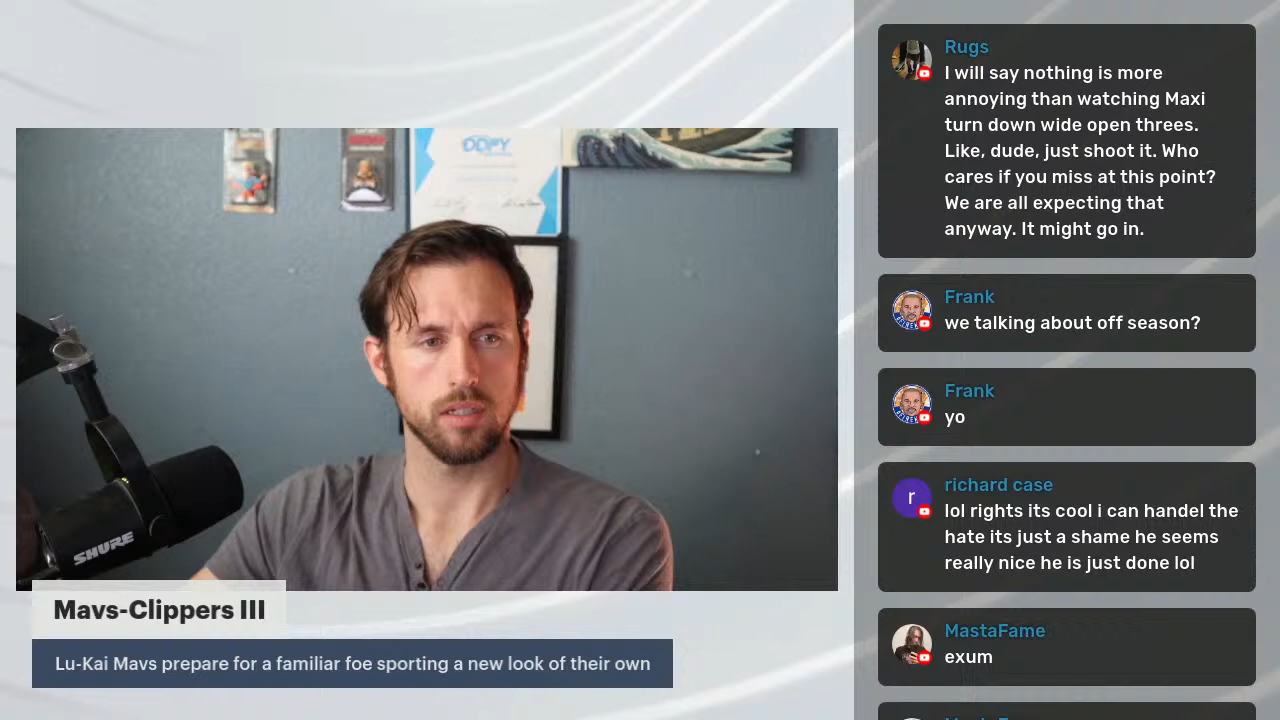 DDFY
SHURE
Mavs-Clippers III
Lu-Kai Mavs prepare for a familiar foe sporting a new look of their own
Rugs
I will say nothing is more
annoying than watching Maxi
turn down wide open threes.
Like, dude, just shoot it. Who
cares if you miss at this point?
We are all expecting that
anyway. It might go in.
Frank
we talking about off season?
Frank
yo
r
richard case
lol rights its cool i can handel the
hate its just a shame he seems
really nice he is just done lol
MastaFame
exum